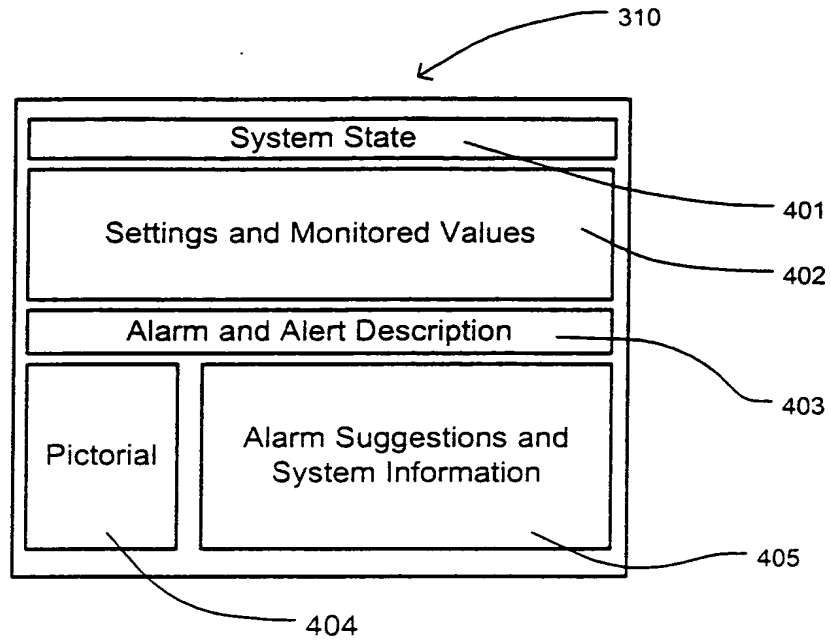 310
System State
401
Settings and Monitored Values
402
Alarm and Alert Description
403
Pictorial
Alarm Suggestions and
System Information
405
404